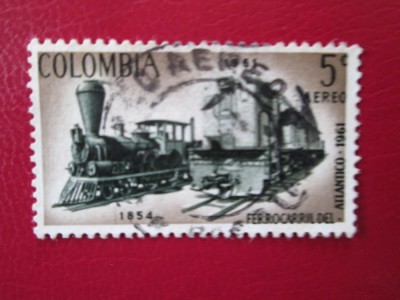 COLOMBIA 5c
AEREO
1854
FERROCARRIL DEL
ATLANTICO - 1961